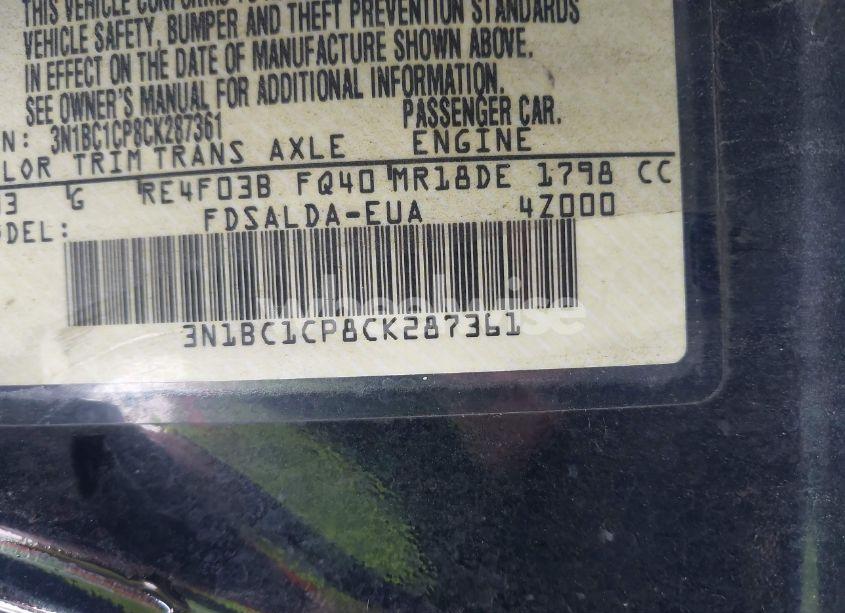 THIS VEHICLE CONFORMS TO
VEHICLE SAFETY, BUMPER AND THEFT PREVENTION STANDARDS
IN EFFECT ON THE DATE OF MANUFACTURE SHOWN ABOVE.
SEE OWNER'S MANUAL FOR ADDITIONAL INFORMATION.
N: 3N1BC1CP8CK287361 PASSENGER CAR.
LOR TRIM TRANS AXLE ENGINE
3 G RE4F03B FQ40 MR18DE 1798 CC
DEL: FDSALDA-EUA 4Z000
3N1BC1CP8CK287361